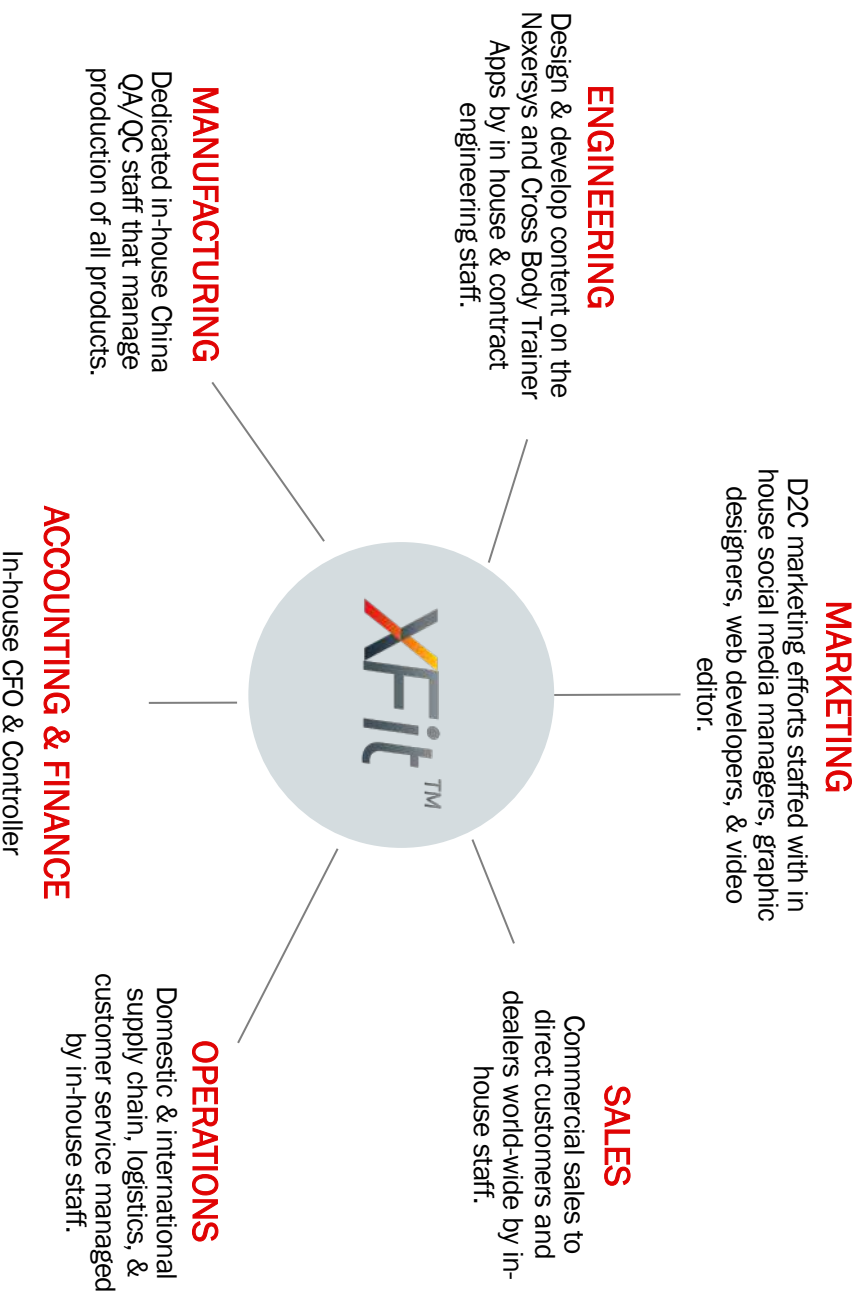 MARKETING
D2C marketing efforts staffed with in
house social media managers, graphic
designers, web developers, & video
editor.
ENGINEERING
Design & develop content on the
Nexersys and Cross Body Trainer
Apps by in house & contract
engineering staff.
SALES
Commercial sales to
direct customers and
dealers world-wide by in-
house staff.
XFit™
MANUFACTURING
Dedicated in-house China
QA/QC staff that manage
production of all products.
OPERATIONS
Domestic & international
supply chain, logistics, &
customer service managed
by in-house staff.
ACCOUNTING & FINANCE
In-house CFO & Controller